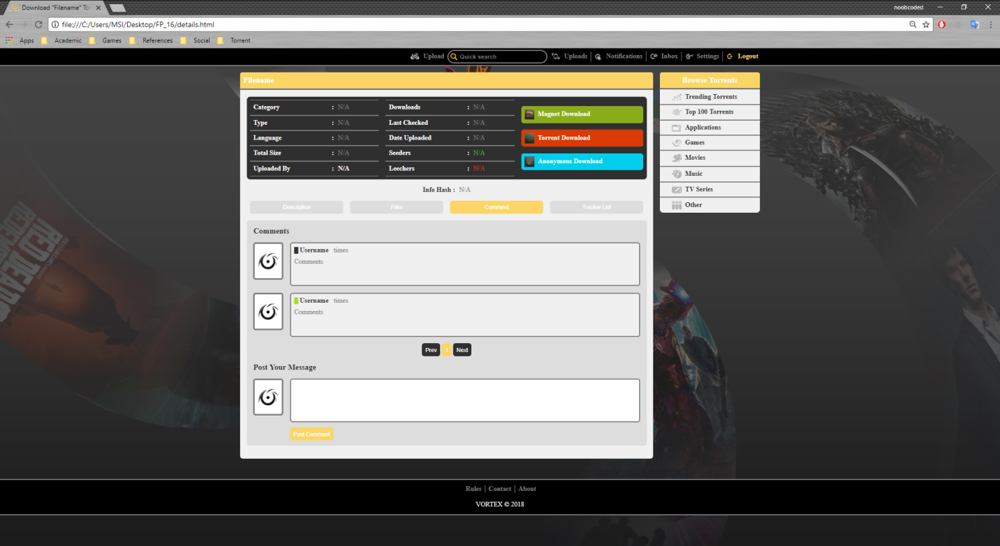 Download "Filename" To
noobcoded
file:///C:/Users/MSI/Desktop/FP_16/details.html
Apps Academic Games References Social Torrent
Upload Quick search Uploads Notifications Inbox Settings Logout
Filename
Category : N/A
Type : N/A
Language : N/A
Total Size : N/A
Uploaded By : N/A
Downloads : N/A
Last Checked : N/A
Date Uploaded : N/A
Seeders : N/A
Leechers : N/A
Magnet Download
Torrent Download
Anonymous Download
Info Hash : N/A
Description Files Comment Tracker List
Comments
Username times
Comments
Username times
Comments
Prev 1 Next
Post Your Message
Post Comment
Browse Torrents
Trending Torrents
Top 100 Torrents
Applications
Games
Movies
Music
TV Series
Other
RED DEAD
Rules Contact About
VORTEX © 2018